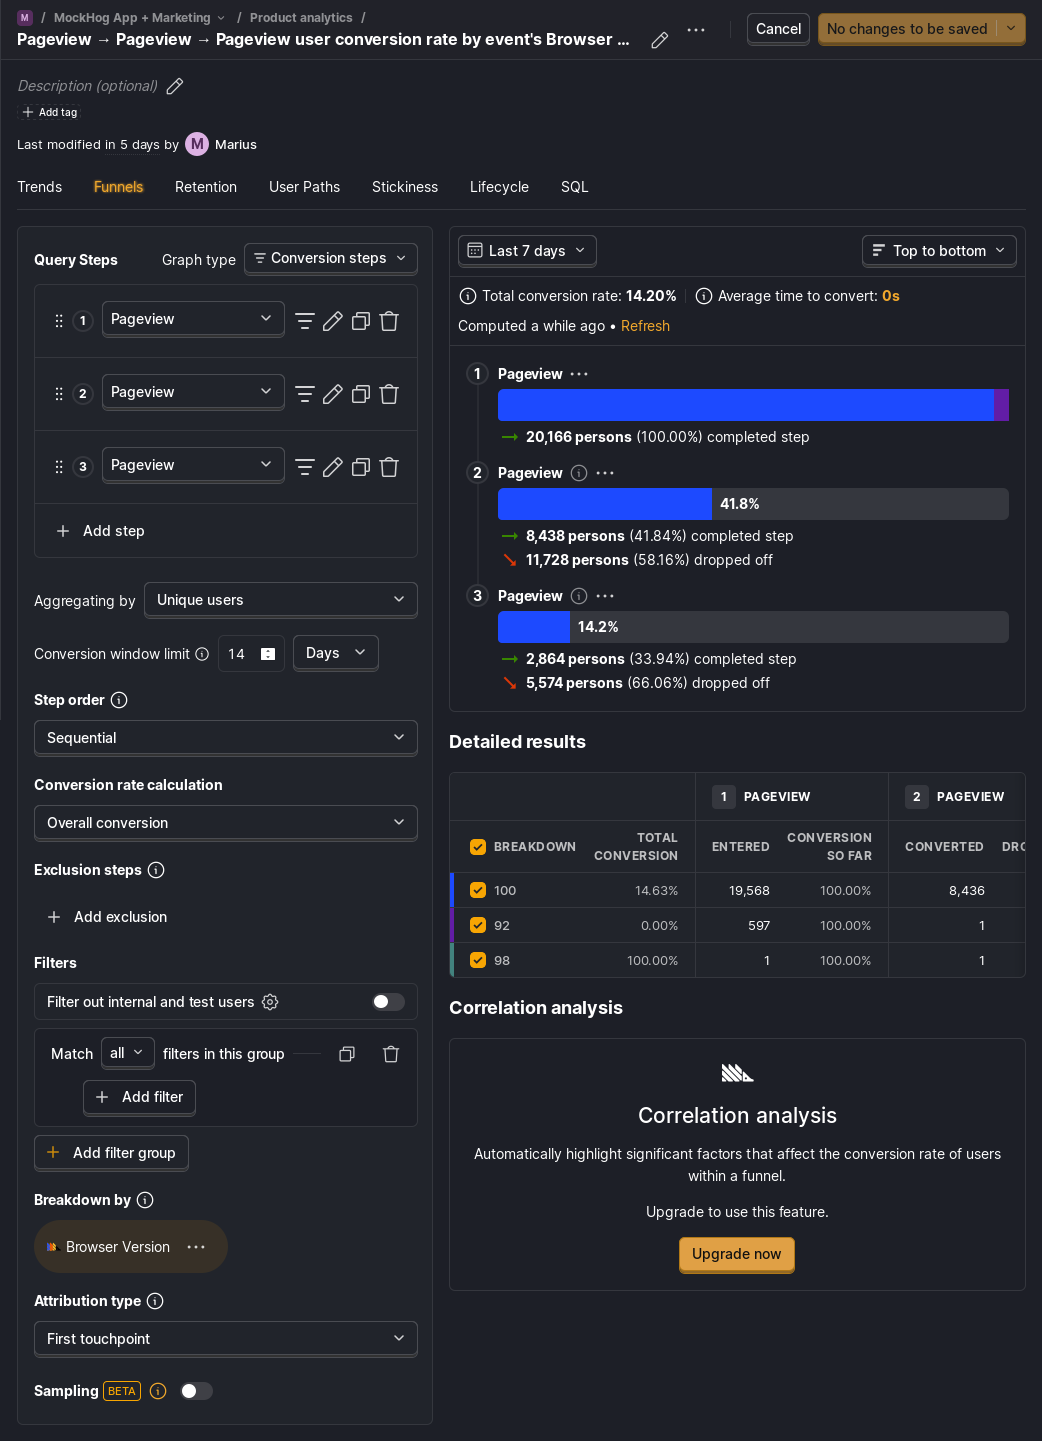 M / MockHog App + Marketing / Product analytics /
Pageview → Pageview → Pageview user conversion rate by event's Browser ...
Cancel
No changes to be saved
Description (optional)
Add tag
Last modified in 5 days by M Marius
Trends Funnels Retention User Paths Stickiness Lifecycle SQL
Query Steps Graph type Conversion steps
1 Pageview
2 Pageview
3 Pageview
Add step
Aggregating by Unique users
Conversion window limit 14 Days
Step order
Sequential
Conversion rate calculation
Overall conversion
Exclusion steps
Add exclusion
Filters
Filter out internal and test users
Match all filters in this group
Add filter
Add filter group
Breakdown by
Browser Version
Attribution type
First touchpoint
Sampling BETA
Last 7 days Top to bottom
Total conversion rate: 14.20% Average time to convert: 0s
Computed a while ago • Refresh
1 Pageview
20,166 persons (100.00%) completed step
2 Pageview
41.8%
8,438 persons (41.84%) completed step
11,728 persons (58.16%) dropped off
3 Pageview
14.2%
2,864 persons (33.94%) completed step
5,574 persons (66.06%) dropped off
Detailed results
1 PAGEVIEW 2 PAGEVIEW
BREAKDOWN TOTAL CONVERSION ENTERED CONVERSION SO FAR CONVERTED
100 14.63% 19,568 100.00% 8,436
92 0.00% 597 100.00% 1
98 100.00% 1 100.00% 1
Correlation analysis
Correlation analysis
Automatically highlight significant factors that affect the conversion rate of users
within a funnel.
Upgrade to use this feature.
Upgrade now